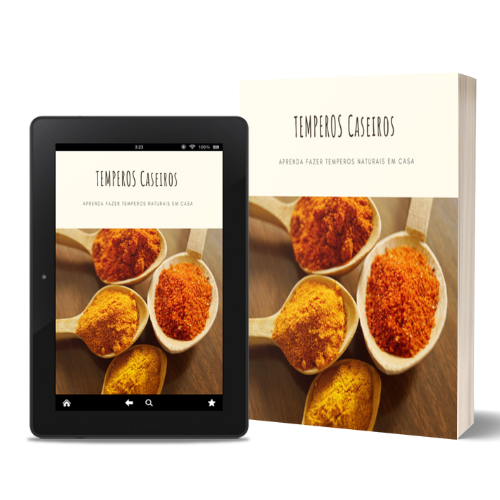 3:23 100%
TEMPEROS CASEIROS
APRENDA FAZER TEMPEROS NATURAIS EM CASA
TEMPEROS CASEIROS
APRENDA FAZER TEMPEROS NATURAIS EM CASA